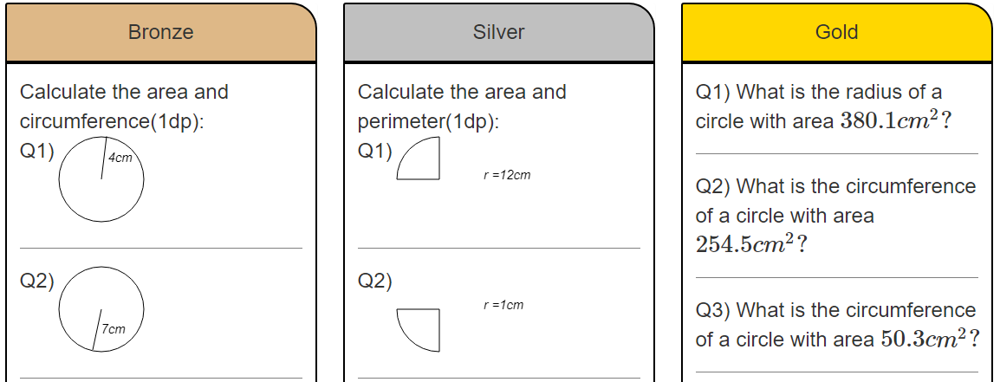 Bronze
Calculate the area and
circumference(1dp):
Q1)
4cm
Q2)
7cm
Silver
Calculate the area and
perimeter(1dp):
Q1)
r =12cm
Q2)
r =1cm
Gold
Q1) What is the radius of a
circle with area 380.1cm²?
Q2) What is the circumference
of a circle with area
254.5cm²?
Q3) What is the circumference
of a circle with area 50.3cm²?